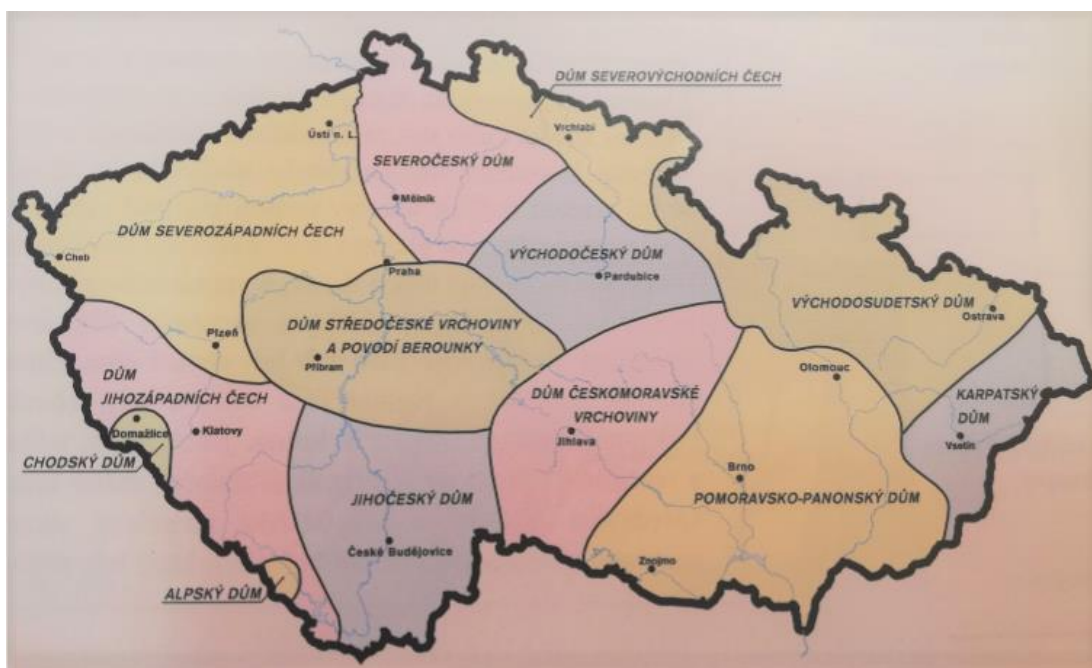 DŮM SEVEROVÝCHODNÍCH ČECH
Ústí n. L.
Vrchlabí
SEVEROČESKÝ DŮM
Mělník
DŮM SEVEROZÁPADNÍCH ČECH
VÝCHODOČESKÝ DŮM
Cheb
Praha
Pardubice
VÝCHODOSUDETSKÝ DŮM
Ostrava
DŮM STŘEDOČESKÉ VRCHOVINY
A POVODÍ BEROUNKY
Plzeň
Příbram
Olomouc
DŮM
JIHOZÁPADNÍCH ČECH
DŮM ČESKOMORAVSKÉ
VRCHOVINY
KARPATSKÝ
DŮM
Domažlice
Klatovy
Jihlava
Vsetín
CHODSKÝ DŮM
Brno
JIHOČESKÝ DŮM
POMORAVSKO-PANONSKÝ DŮM
České Budějovice
Znojmo
ALPSKÝ DŮM